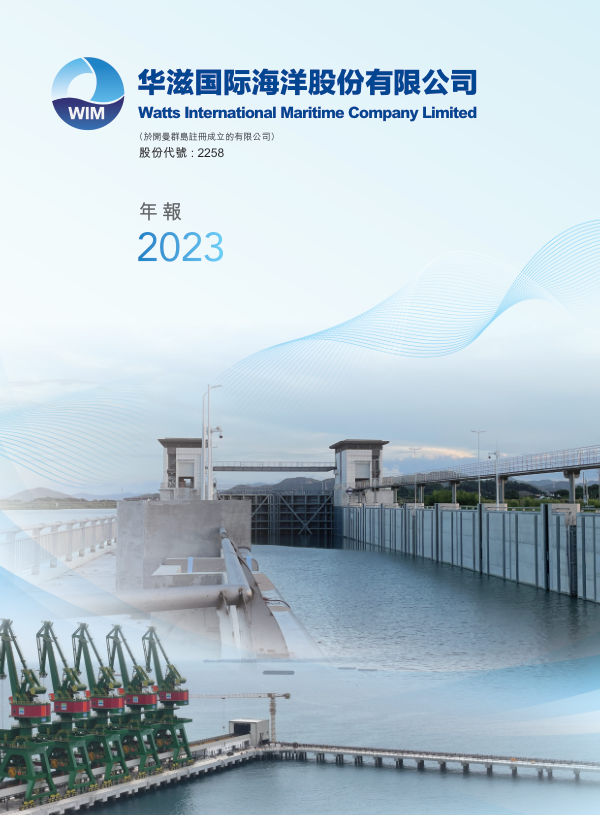 WIM
华滋国际海洋股份有限公司
Watts International Maritime Company Limited
(於開曼群島註冊成立的有限公司)
股份代號 : 2258
年報
2023